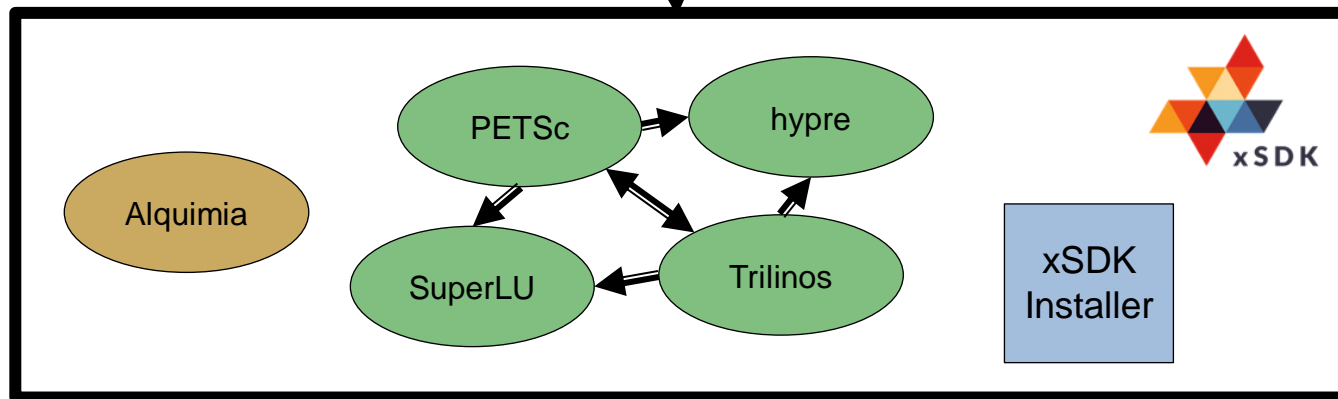 PETSc
hypre
xSDK
Alquimia
SuperLU
Trilinos
xSDK
Installer